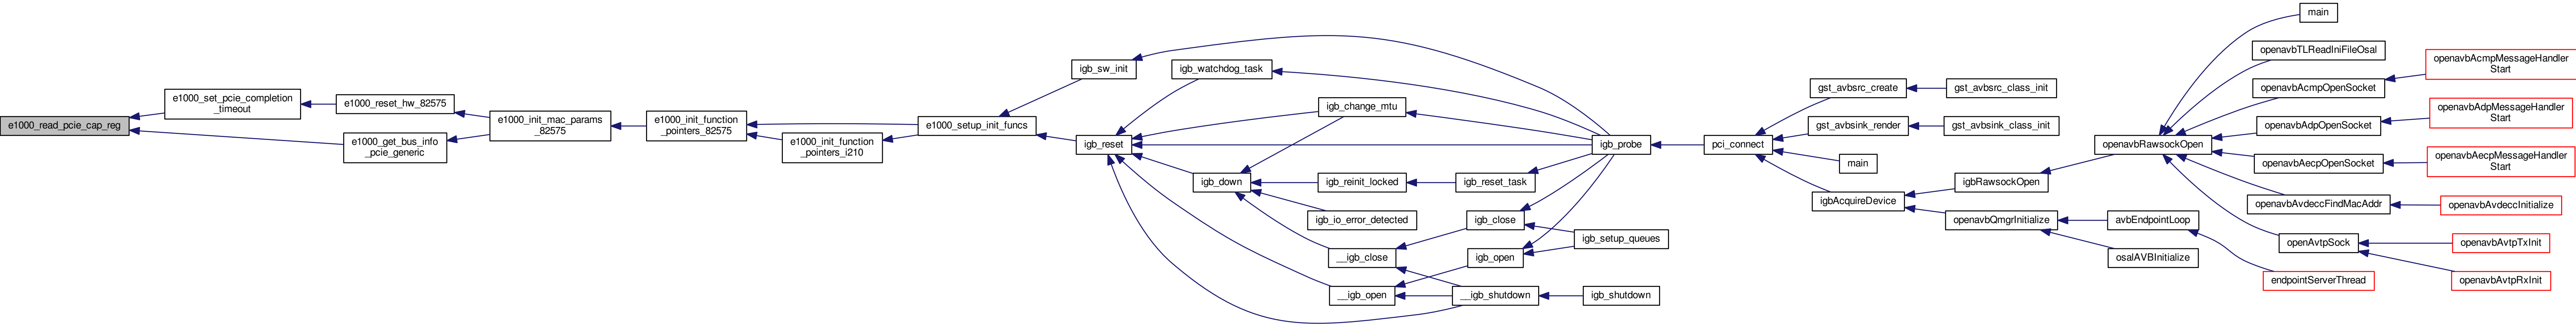 e1000_read_pcie_cap_reg
e1000_set_pcie_completion
_timeout
e1000_get_bus_info
_pcie_generic
e1000_reset_hw_82575
e1000_init_mac_params
_82575
e1000_init_function
_pointers_82575
e1000_init_function
_pointers_i210
e1000_setup_init_funcs
igb_sw_init
igb_reset
igb_watchdog_task
igb_change_mtu
igb_down
igb_reinit_locked
igb_reset_task
igb_io_error_detected
__igb_close
__igb_open
igb_close
igb_open
__igb_shutdown
igb_setup_queues
igb_shutdown
igb_probe
pci_connect
gst_avbsrc_create
gst_avbsrc_class_init
gst_avbsink_render
gst_avbsink_class_init
main
igbAcquireDevice
igbRawsockOpen
openavbQmgrInitialize
avbEndpointLoop
osalAVBInitialize
endpointServerThread
openavbRawsockOpen
main
openavbTLReadIniFileOsal
openavbAcmpOpenSocket
openavbAcmpMessageHandler
Start
openavbAdpOpenSocket
openavbAdpMessageHandler
Start
openavbAecpOpenSocket
openavbAecpMessageHandler
Start
openavbAvdeccFindMacAddr
openavbAvdeccInitialize
openAvtpSock
openavbAvtpTxInit
openavbAvtpRxInit